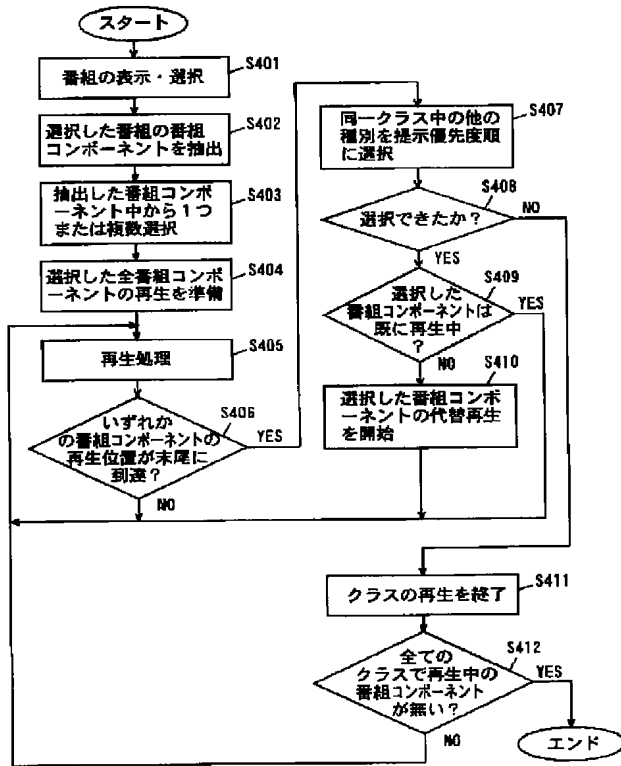 スタート
S401
番組の表示・選択
S402
選択した番組の番組
コンポーネントを抽出
S403
抽出した番組コンポ
ーネント中から1つ
または複数選択
S404
選択した全番組コンポ
ーネントの再生を準備
S405
再生処理
S406
いずれか
の番組コンポーネントの
再生位置が末尾に
到達?
YES
NO
S407
同一クラス中の他の
種別を提示優先度順
に選択
S408
選択できたか?
NO
YES
S409
選択した
番組コンポーネントは
既に再生中
?
YES
NO
S410
選択した番組コンポ
ーネントの代替再生
を開始
S411
クラスの再生を終了
S412
全ての
クラスで再生中の
番組コンポーネント
が無い?
YES
NO
エンド